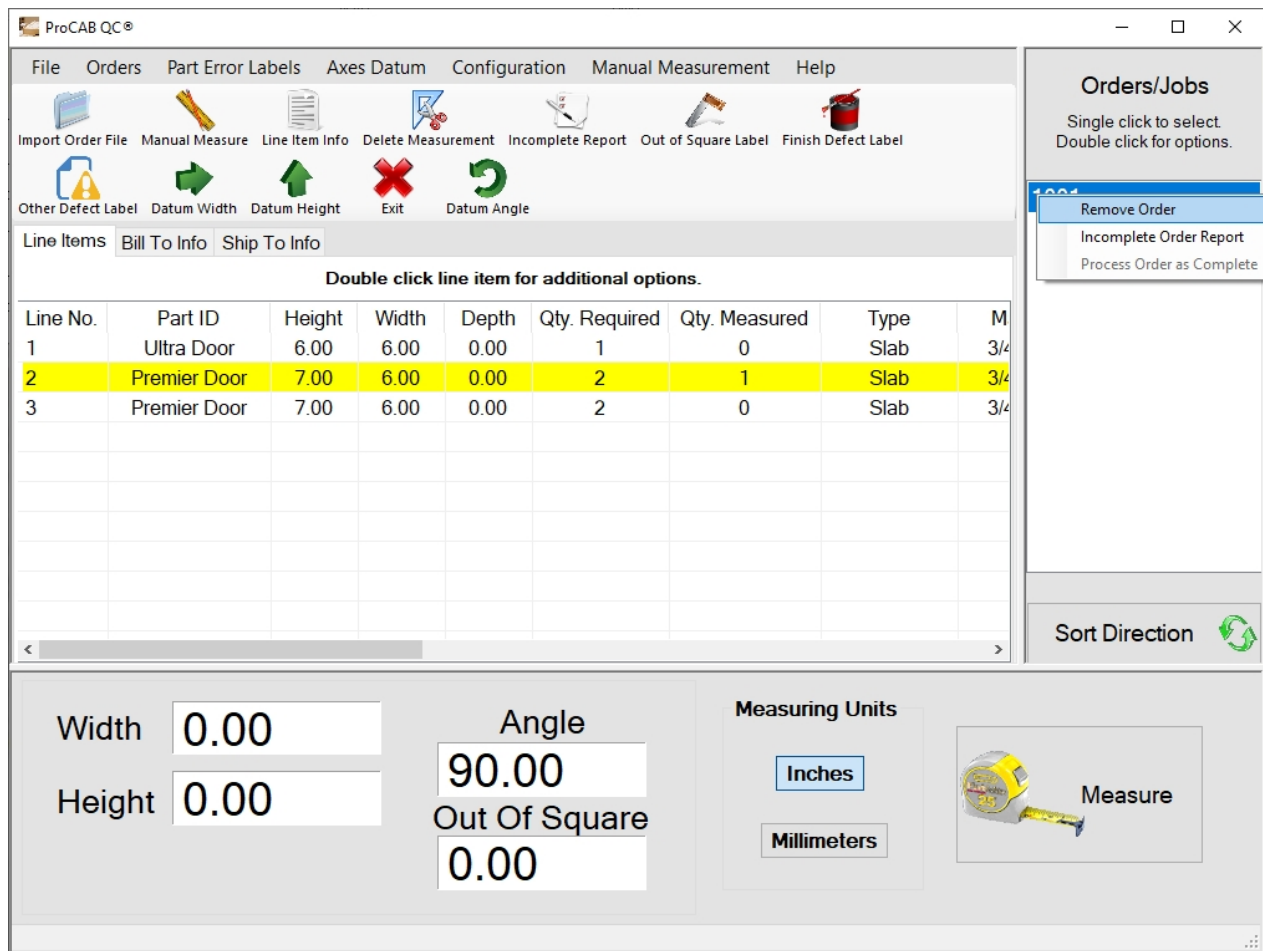 ProCAB QC®
File Orders Part Error Labels Axes Datum Configuration Manual Measurement Help
Import Order File Manual Measure Line Item Info Delete Measurement Incomplete Report Out of Square Label Finish Defect Label
Other Defect Label Datum Width Datum Height Exit Datum Angle
Line Items Bill To Info Ship To Info
Double click line item for additional options.
Line No. Part ID Height Width Depth Qty. Required Qty. Measured Type M
1 Ultra Door 6.00 6.00 0.00 1 0 Slab 3/4
2 Premier Door 7.00 6.00 0.00 2 1 Slab 3/4
3 Premier Door 7.00 6.00 0.00 2 0 Slab 3/4
Orders/Jobs
Single click to select.
Double click for options.
Remove Order
Incomplete Order Report
Process Order as Complete
Sort Direction
Width 0.00
Height 0.00
Angle
90.00
Out Of Square
0.00
Measuring Units
Inches
Millimeters
Measure